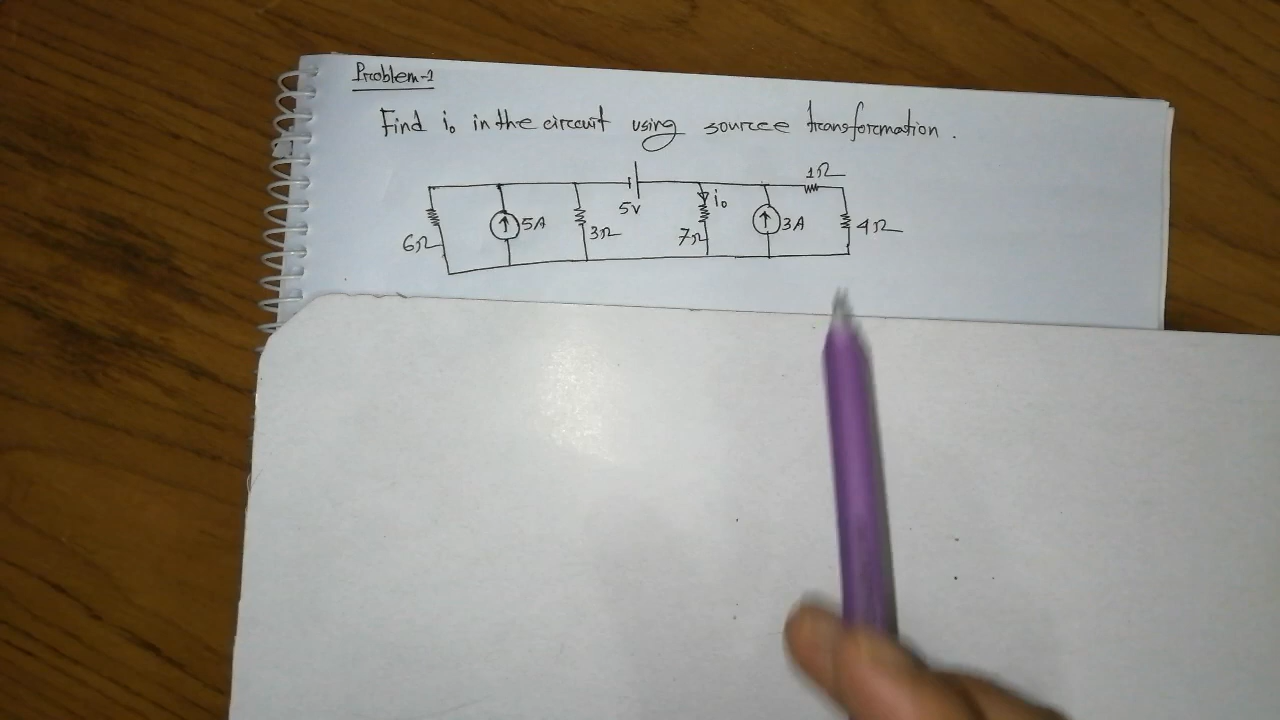 Problem-1
Find i₀ in the circuit using source transformation.
1Ω
6Ω 5A 3Ω 5V 7Ω i₀ 3A 4Ω